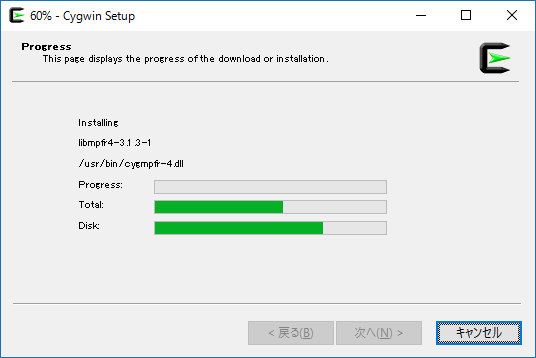 60% - Cygwin Setup
Progress
This page displays the progress of the download or installation.
Installing
libmpfr4-3.1.3-1
/usr/bin/cygmpfr-4.dll
Progress:
Total:
Disk:
< 戻る(B)
次へ(N) >
キャンセル